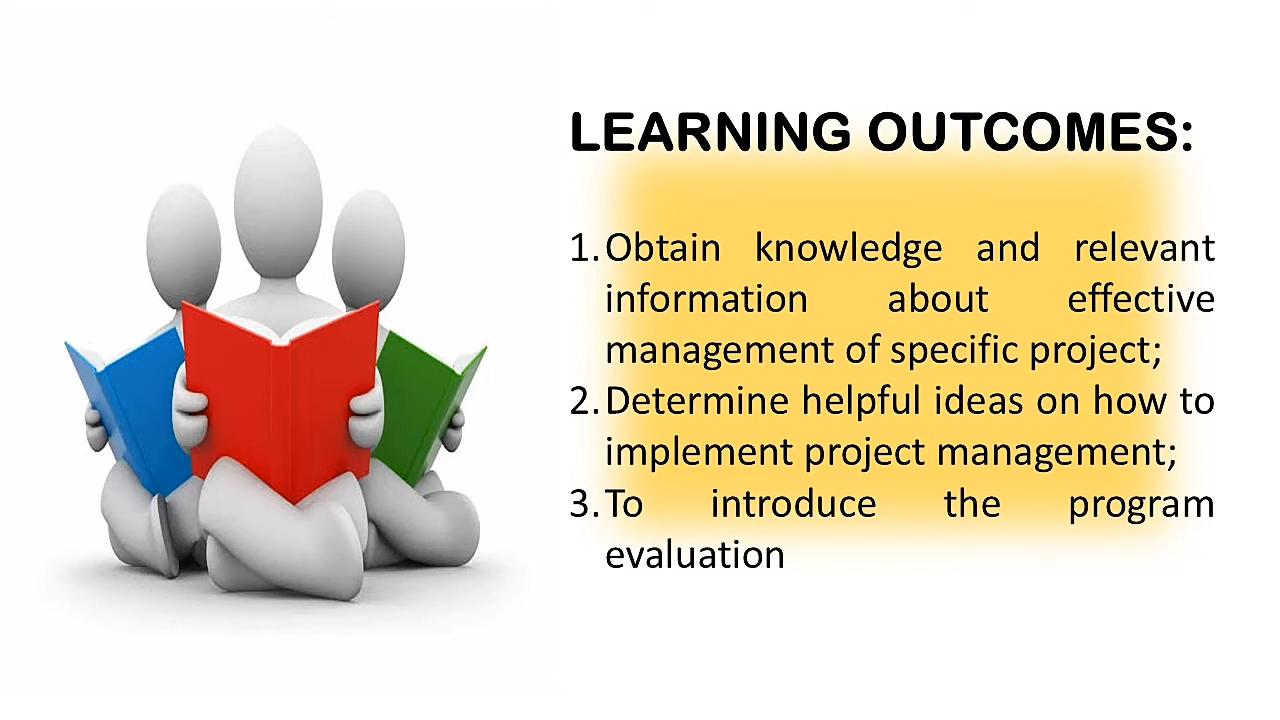 LEARNING OUTCOMES:
1. Obtain knowledge and relevant
information about effective
management of specific project;
2. Determine helpful ideas on how to
implement project management;
3. To introduce the program
evaluation